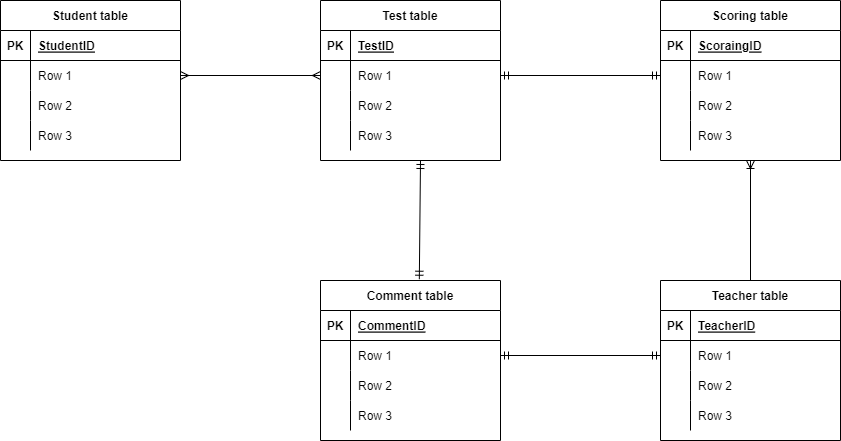 Student table
PK StudentID
Row 1
Row 2
Row 3
Test table
PK TestID
Row 1
Row 2
Row 3
Scoring table
PK ScoraingID
Row 1
Row 2
Row 3
Comment table
PK CommentID
Row 1
Row 2
Row 3
Teacher table
PK TeacherID
Row 1
Row 2
Row 3